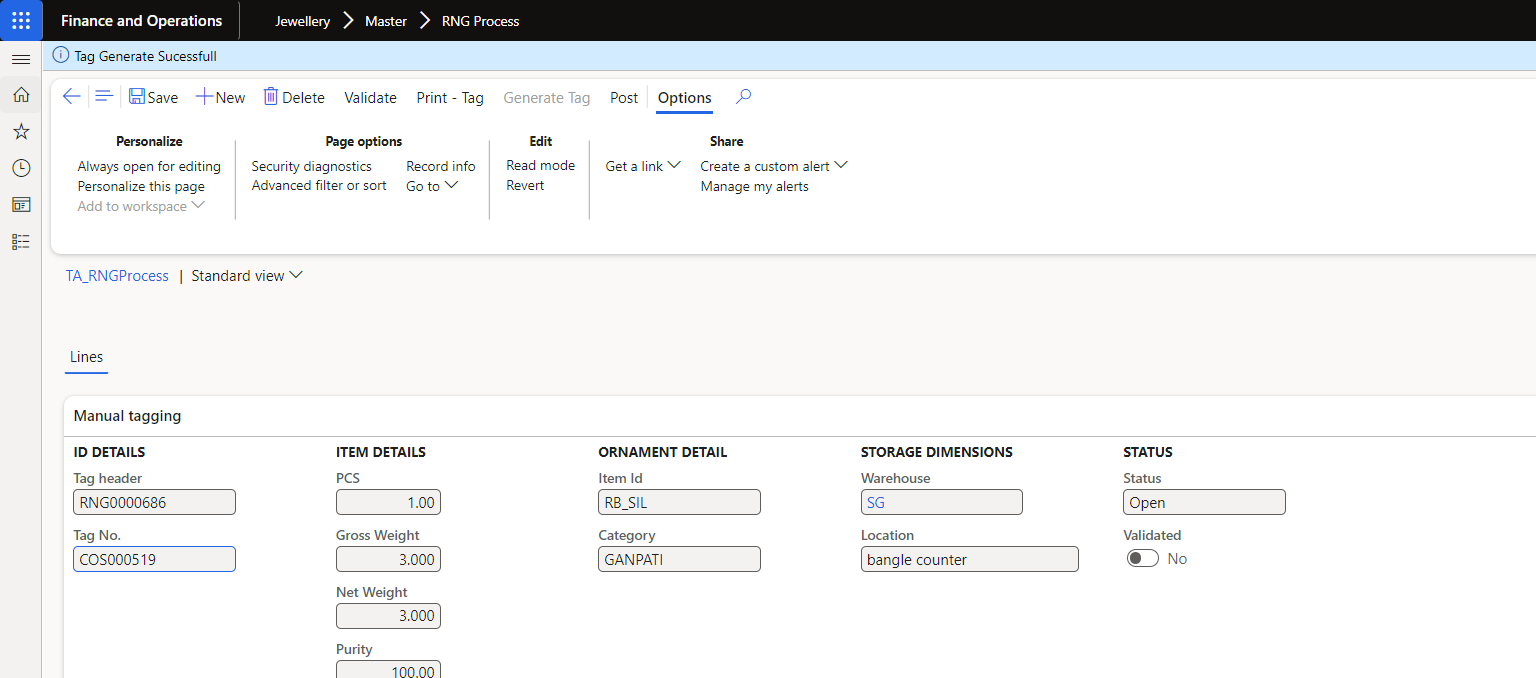 Finance and Operations
Jewellery > Master > RNG Process
Tag Generate Sucessfull
Save New Delete Validate Print - Tag Generate Tag Post Options
Personalize
Always open for editing
Personalize this page
Add to workspace
Page options
Security diagnostics
Advanced filter or sort
Record info
Go to
Edit
Read mode
Revert
Share
Get a link
Create a custom alert
Manage my alerts
TA_RNGProcess | Standard view
Lines
Manual tagging
ID DETAILS
Tag header
RNG0000686
Tag No.
COS000519
ITEM DETAILS
PCS
1.00
Gross Weight
3.000
Net Weight
3.000
Purity
100.00
ORNAMENT DETAIL
Item Id
RB_SIL
Category
GANPATI
STORAGE DIMENSIONS
Warehouse
SG
Location
bangle counter
STATUS
Status
Open
Validated
No